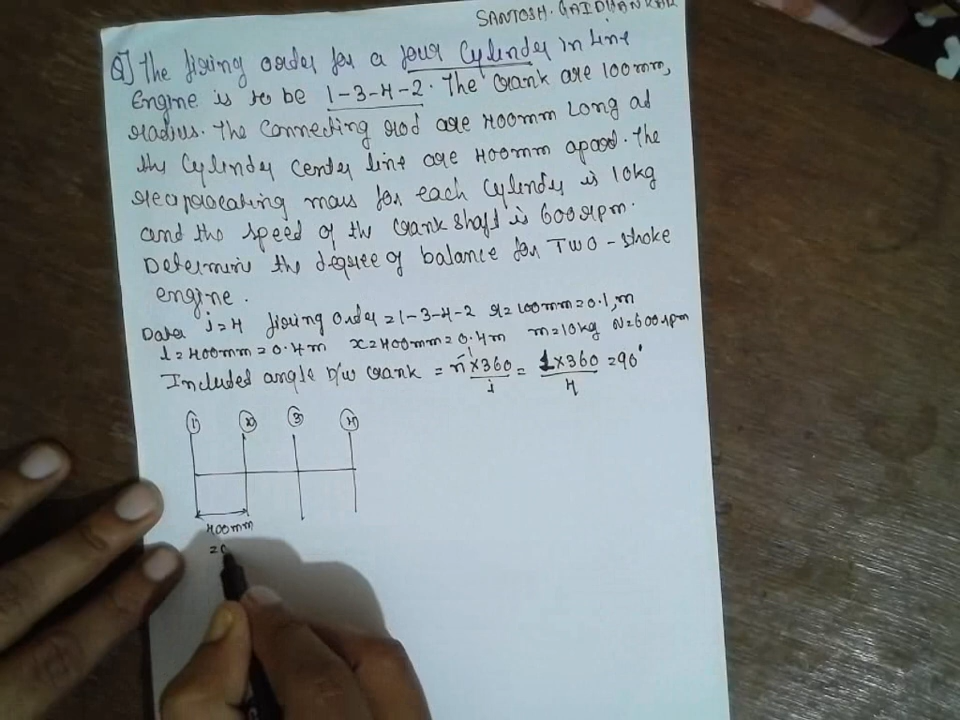 SANTOSH. GAIDHANKAR
Q] The firing order for a four cylinder in line
Engine is to be 1-3-4-2. The Crank are 100mm,
radius. The Connecting rod are 400mm Long ad
the cylinder center line are 400mm apart. The
reciprocating mass for each cylinder is 10kg
and the speed of the crank shaft is 600rpm.
Determine the degree of balance for TWO-stroke
engine.
Data i=4 firing order=1-3-4-2 r=100mm=0.1,m
l=400mm=0.4m x=400mm=0.4m m=10kg N=600rpm
Included angle b/w crank = n'×360/i = 1×360/4 =90°
1 2 3 4
400mm
=0